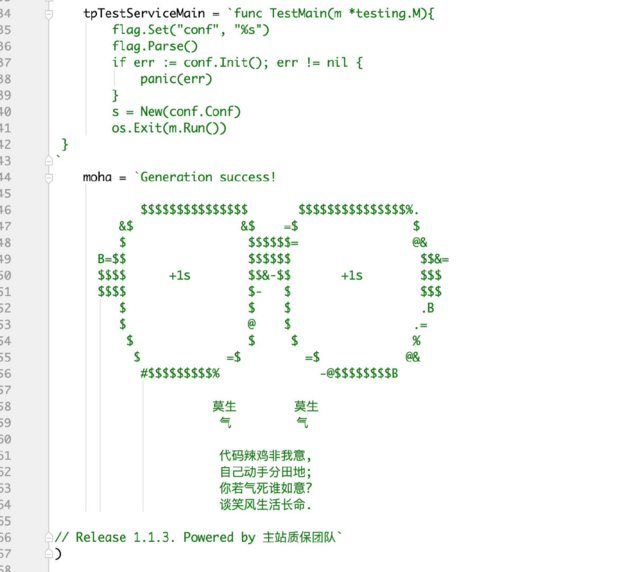 34 tpTestServiceMain = `func TestMain(m *testing.M){
35 flag.Set("conf", "%s")
36 flag.Parse()
37 if err := conf.Init(); err != nil {
38 panic(err)
39 }
40 s = New(conf.Conf)
41 os.Exit(m.Run())
42 }
43 `
44 moha = `Generation success!
45
46 $$$$$$$$$$$$$$$ $$$$$$$$$$$$$$$%.
47 &$ &$ =$ $
48 $ $$$$$$= @&
49 B=$$ $$$$$$ $$&=
50 $$$$ +1s $$&-$$ +1s $$$
51 $$$$ $- $ $$$
52 $ $ $ .B
53 $ @ $ .=
54 $ $ $ %
55 $ =$ =$ @&
56 #$$$$$$$$$% -@$$$$$$$$B
57
58 莫生 莫生
59 气 气
60
61 代码辣鸡非我意,
62 自己动手分田地;
63 你若气死谁如意?
64 谈笑风生活长命.
65
66 // Release 1.1.3. Powered by 主站质保团队`
67 )
68